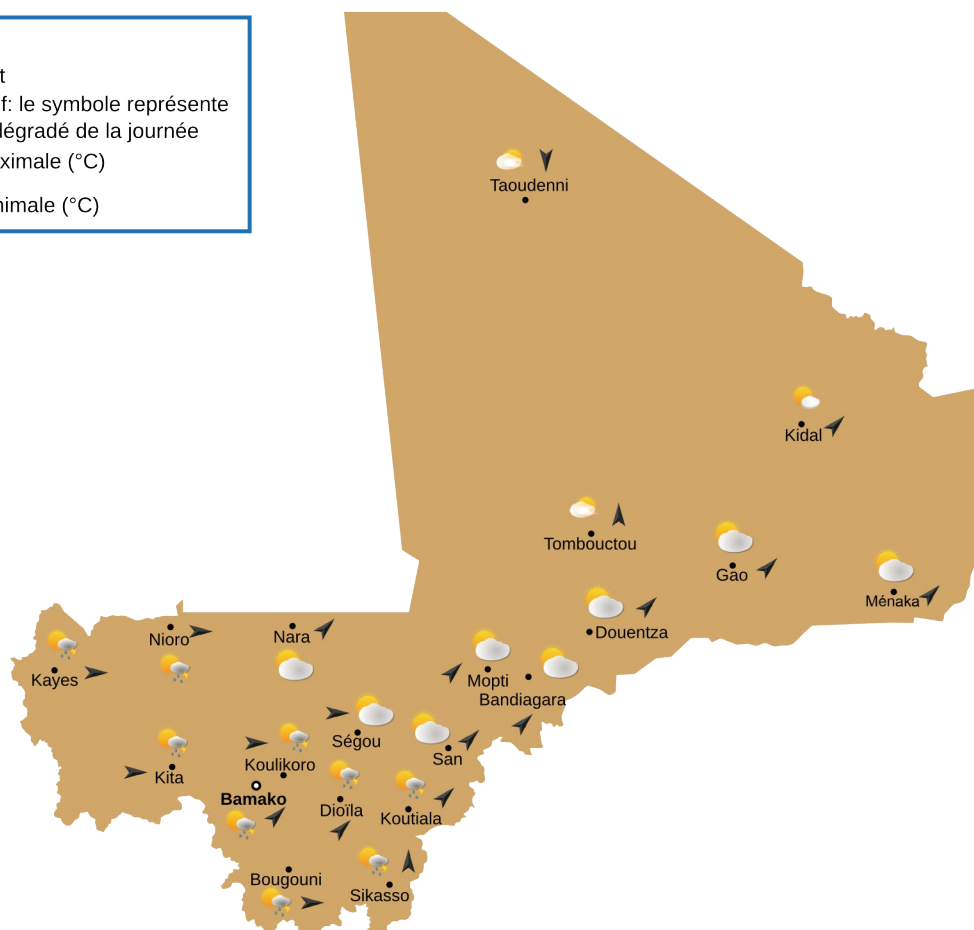 t
f: le symbole représente
dégradé de la journée
ximale (°C)
nimale (°C)
Taoudenni
Kidal
Tombouctou
Gao
Ménaka
Nioro
Nara
Douentza
Kayes
Mopti
Bandiagara
Ségou
San
Koulikoro
Kita
Bamako
Dioïla
Koutiala
Bougouni
Sikasso